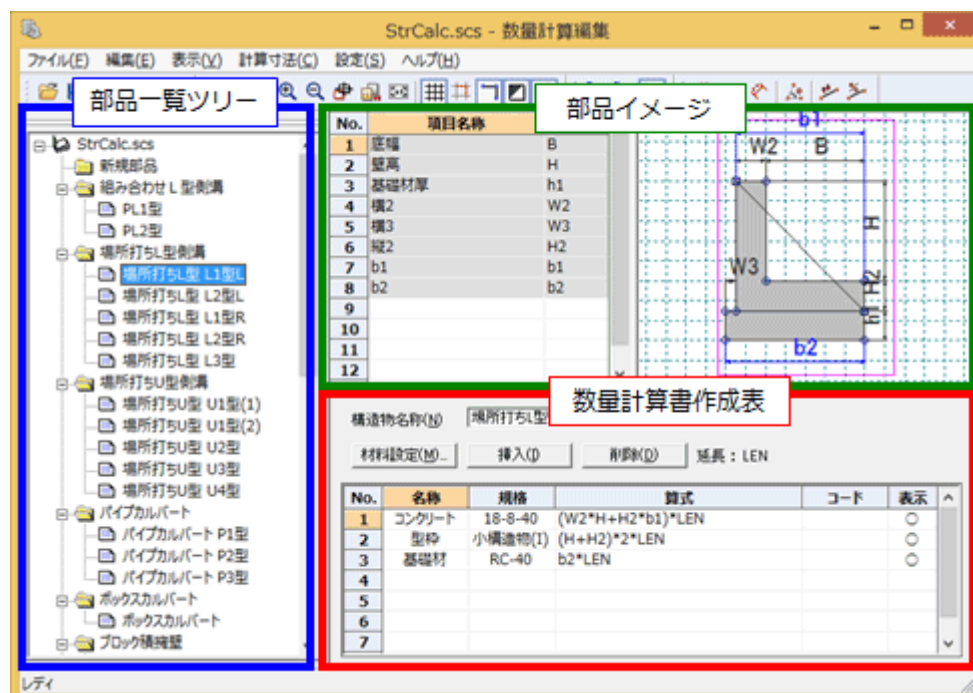 StrCalc.scs - 数量計算編集
ファイル(F) 編集(E) 表示(V) 計算寸法(C) 設定(S) ヘルプ(H)
部品一覧ツリー
StrCalc.scs
新規部品
組み合わせL型側溝
PL1型
PL2型
場所打ちL型側溝
場所打ちL型 L1型L
場所打ちL型 L2型L
場所打ちL型 L1型R
場所打ちL型 L2型R
場所打ちL型 L3型
場所打ちU型側溝
場所打ちU型 U1型(1)
場所打ちU型 U1型(2)
場所打ちU型 U2型
場所打ちU型 U3型
場所打ちU型 U4型
パイプカルバート
パイプカルバート P1型
パイプカルバート P2型
パイプカルバート P3型
ボックスカルバート
ボックスカルバート
ブロック積擁壁
部品イメージ
No. 項目名称
1 底幅 B
2 壁高 H
3 基礎材厚 h1
4 横2 W2
5 横3 W3
6 縦2 H2
7 b1 b1
8 b2 b2
9
10
11
12
b1
W2 B
H
W3
H2
h1
b2
数量計算書作成表
構造物名称(N) 場所打ちL型
材料設定(M)... 挿入(I) 削除(D) 延長：LEN
No. 名称 規格 算式 コード 表示
1 コンクリート 18-8-40 (W2*H+H2*b1)*LEN ○
2 型枠 小構造物(I) (H+H2)*2*LEN ○
3 基礎材 RC-40 b2*LEN ○
4
5
6
7
レディ